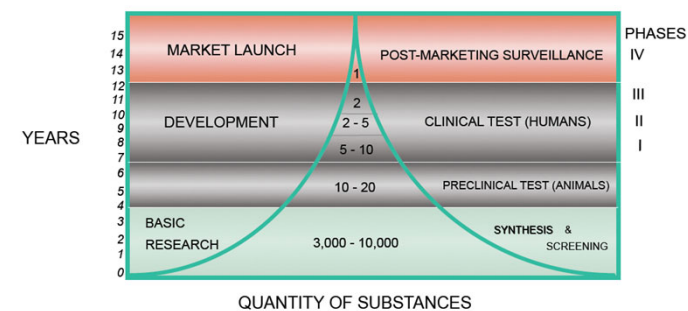 15
14
13
12
11
10
9
8
7
6
5
4
3
2
1
0
YEARS
MARKET LAUNCH
1
POST-MARKETING SURVEILLANCE
PHASES
IV
DEVELOPMENT
2
2 - 5
5 - 10
CLINICAL TEST (HUMANS)
III
II
I
10 - 20
PRECLINICAL TEST (ANIMALS)
BASIC
RESEARCH
3,000 - 10,000
SYNTHESIS &
SCREENING
QUANTITY OF SUBSTANCES